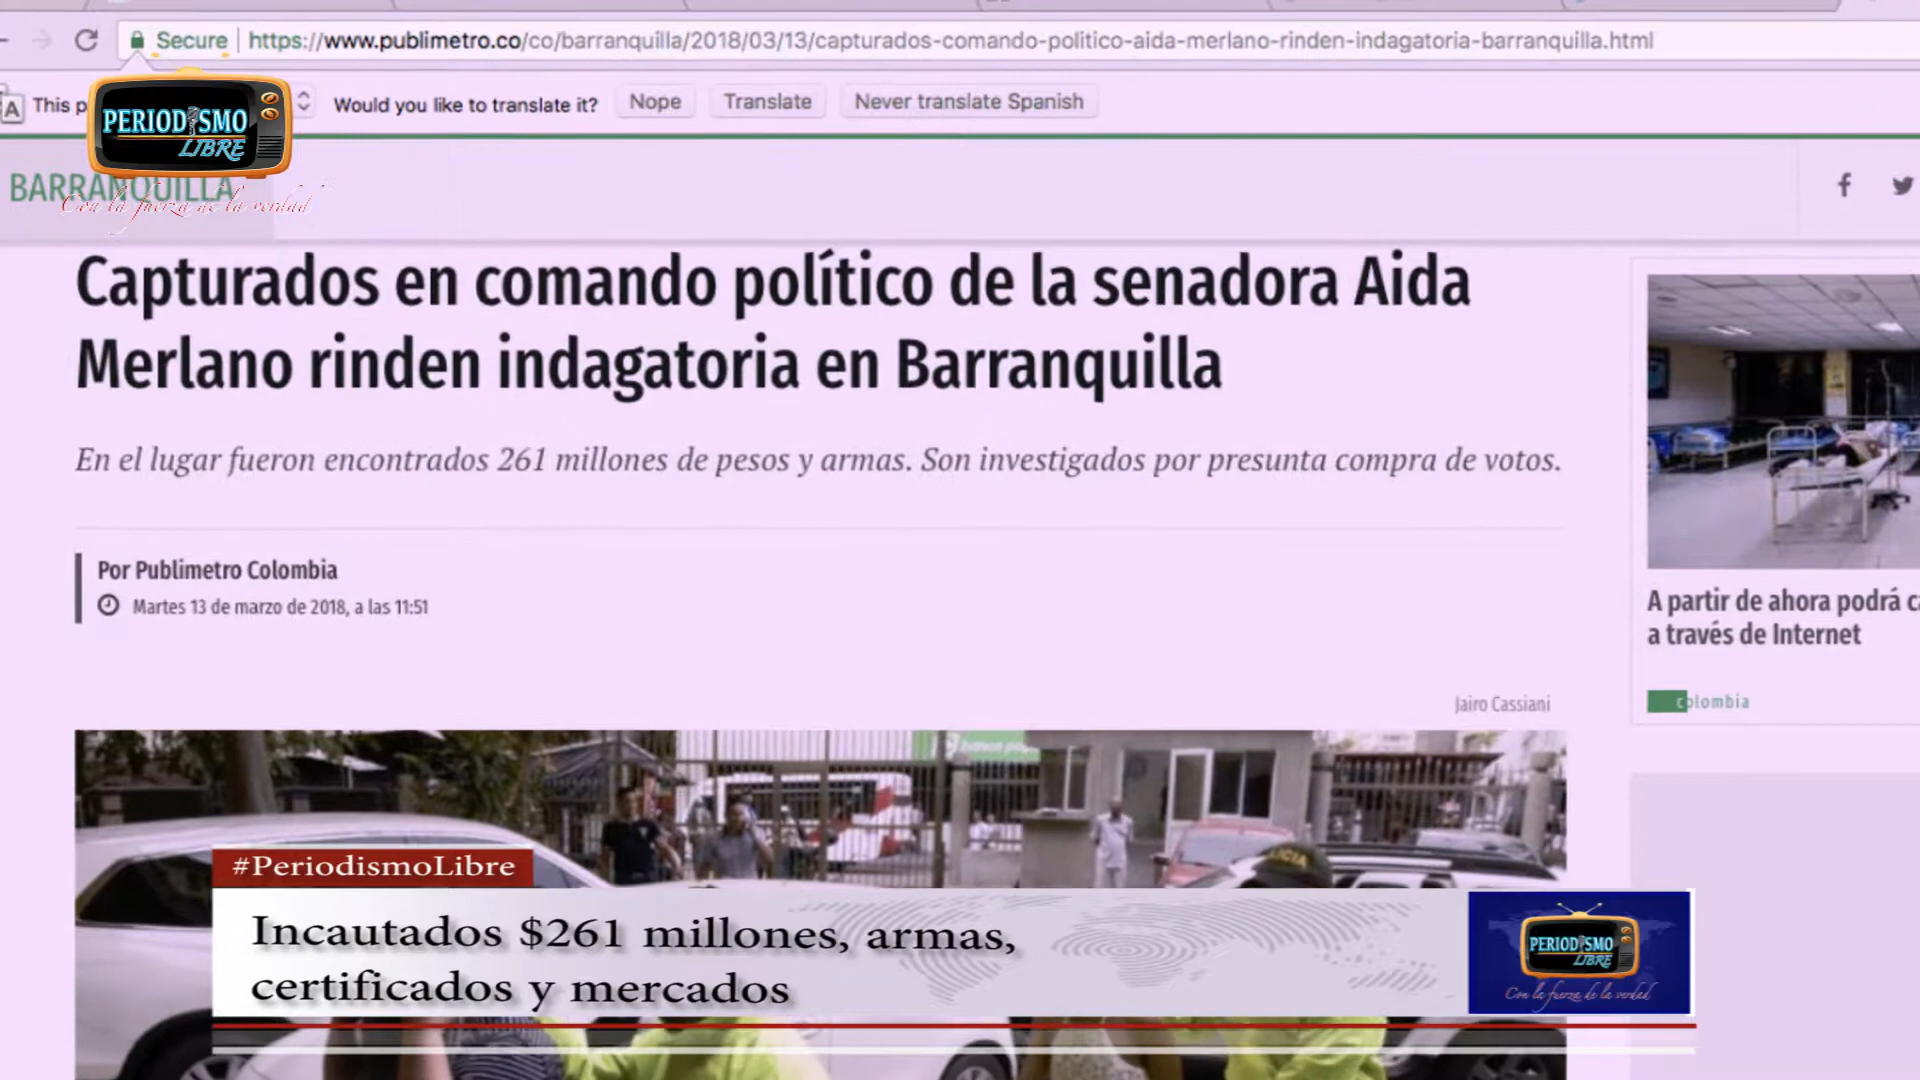 Secure https://www.publimetro.co/co/barranquilla/2018/03/13/capturados-comando-politico-aida-merlano-rinden-indagatoria-barranquilla.html
This Would you like to translate it? Nope Translate Never translate Spanish
PERIODISMO
LIBRE
BARRANQUILLA
Con la fuerza de la verdad
Capturados en comando político de la senadora Aida
Merlano rinden indagatoria en Barranquilla
En el lugar fueron encontrados 261 millones de pesos y armas. Son investigados por presunta compra de votos.
Por Publimetro Colombia
Martes 13 de marzo de 2018, a las 11:51
Jairo Cassiani
A partir de ahora podrá
a través de Internet
colombia
#PeriodismoLibre
Incautados $261 millones, armas,
certificados y mercados
PERIODISMO
LIBRE
Con la fuerza de la verdad